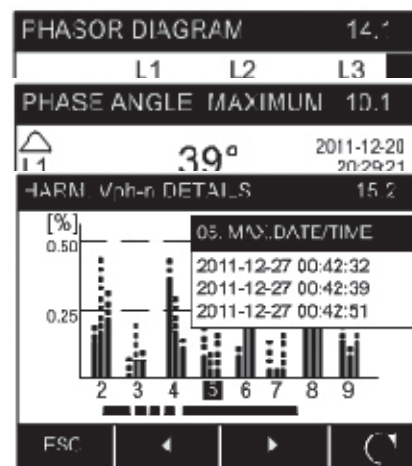 PHASOR DIAGRAM 14.1
L1 L2 L3
PHASE ANGLE MAXIMUM 10.1
L1 39° 2011-12-20
20:29:21
HARM. Vph-n DETAILS 15.2
[%]
0.50
05. MAX.DATE/TIME
2011-12-27 00:42:32
2011-12-27 00:42:39
0.25 2011-12-27 00:42:51
2 3 4 5 6 7 8 9
ESC